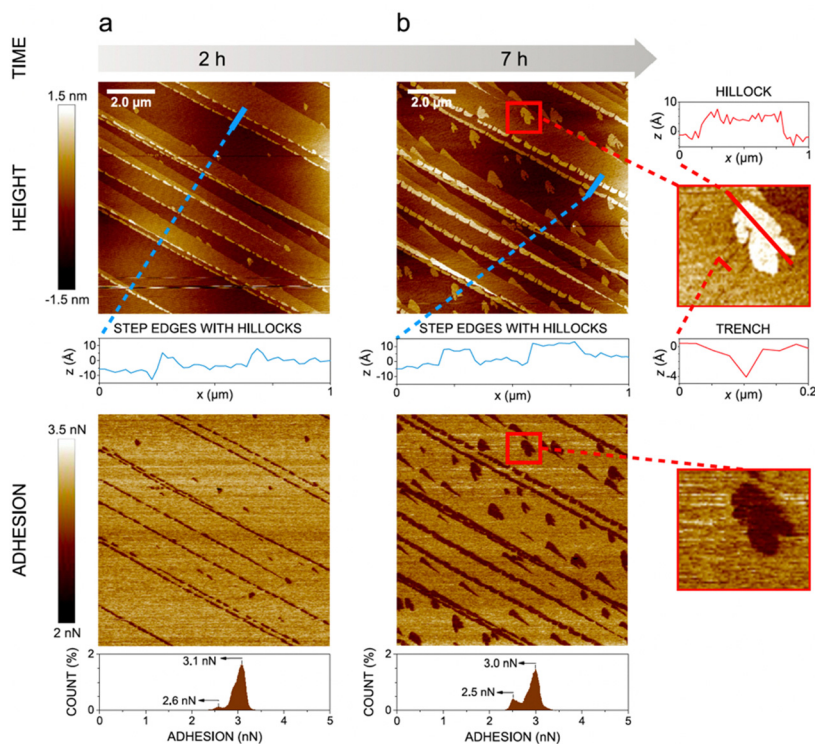 a
b
TIME
2 h
7 h
HEIGHT
1.5 nm
-1.5 nm
2.0 µm
2.0 µm
HILLOCK
z (Å)
10
0
0
1
x (µm)
STEP EDGES WITH HILLOCKS
z (Å)
10
0
-10
0
1
x (µm)
STEP EDGES WITH HILLOCKS
10
0
-10
0
1
x (µm)
TRENCH
z (Å)
0
-4
0
0.2
x (µm)
ADHESION
3.5 nN
2 nN
COUNT (%)
2
1
0
3.1 nN
2.6 nN
0 1 2 3 4 5
ADHESION (nN)
COUNT (%)
2
1
0
3.0 nN
2.5 nN
0 1 2 3 4 5
ADHESION (nN)